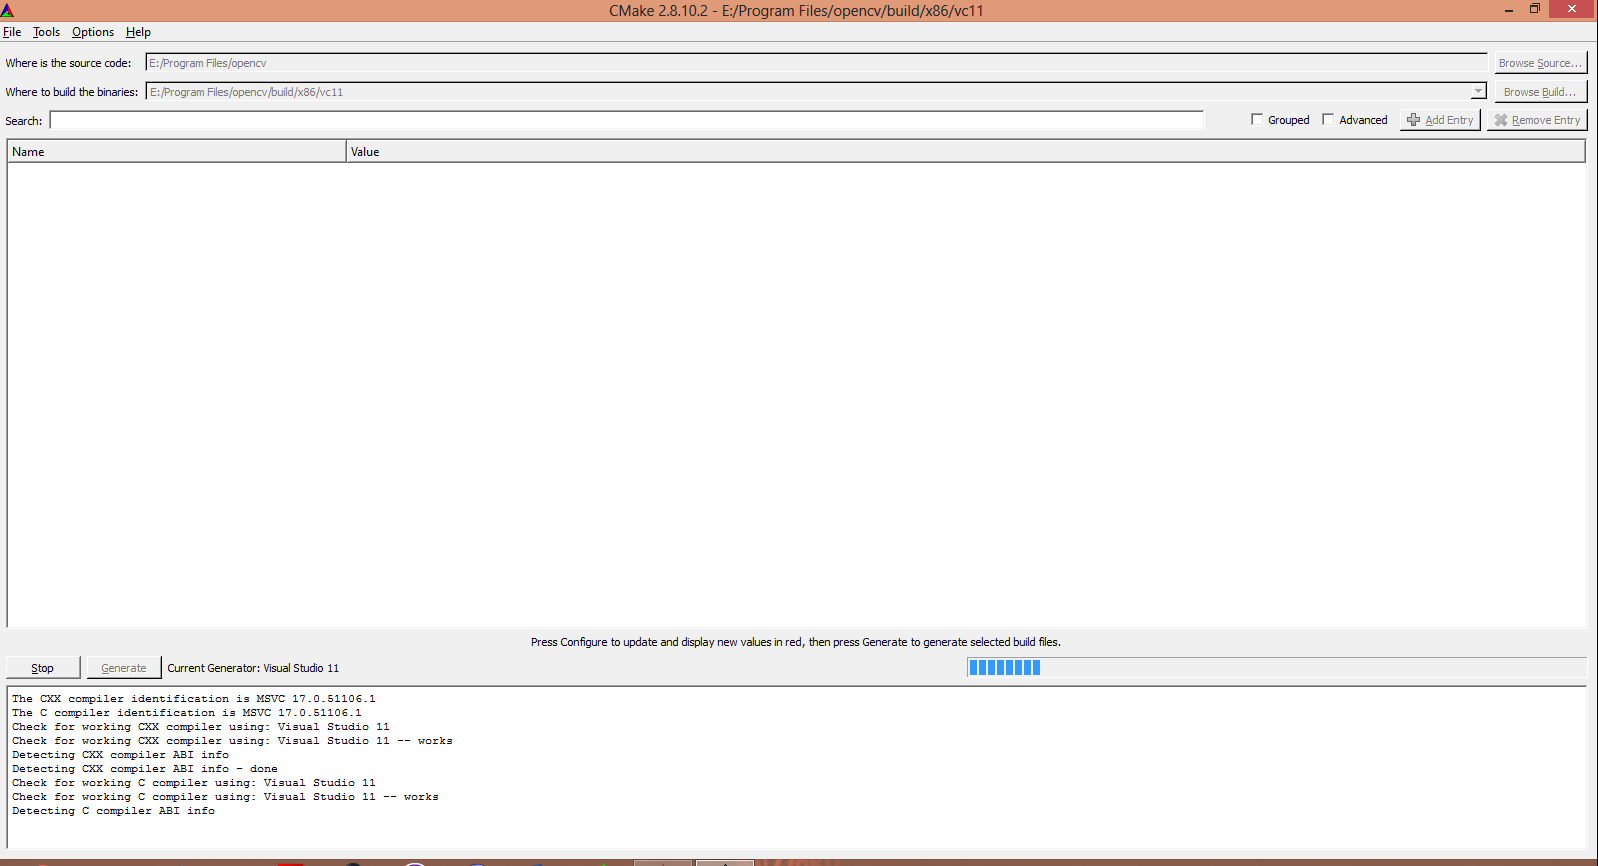 CMake 2.8.10.2 - E:/Program Files/opencv/build/x86/vc11
File Tools Options Help
Where is the source code: E:/Program Files/opencv Browse Source...
Where to build the binaries: E:/Program Files/opencv/build/x86/vc11 Browse Build...
Search: Grouped Advanced Add Entry Remove Entry
Name Value
Press Configure to update and display new values in red, then press Generate to generate selected build files.
Stop Generate Current Generator: Visual Studio 11
The CXX compiler identification is MSVC 17.0.51106.1
The C compiler identification is MSVC 17.0.51106.1
Check for working CXX compiler using: Visual Studio 11
Check for working CXX compiler using: Visual Studio 11 -- works
Detecting CXX compiler ABI info
Detecting CXX compiler ABI info - done
Check for working C compiler using: Visual Studio 11
Check for working C compiler using: Visual Studio 11 -- works
Detecting C compiler ABI info